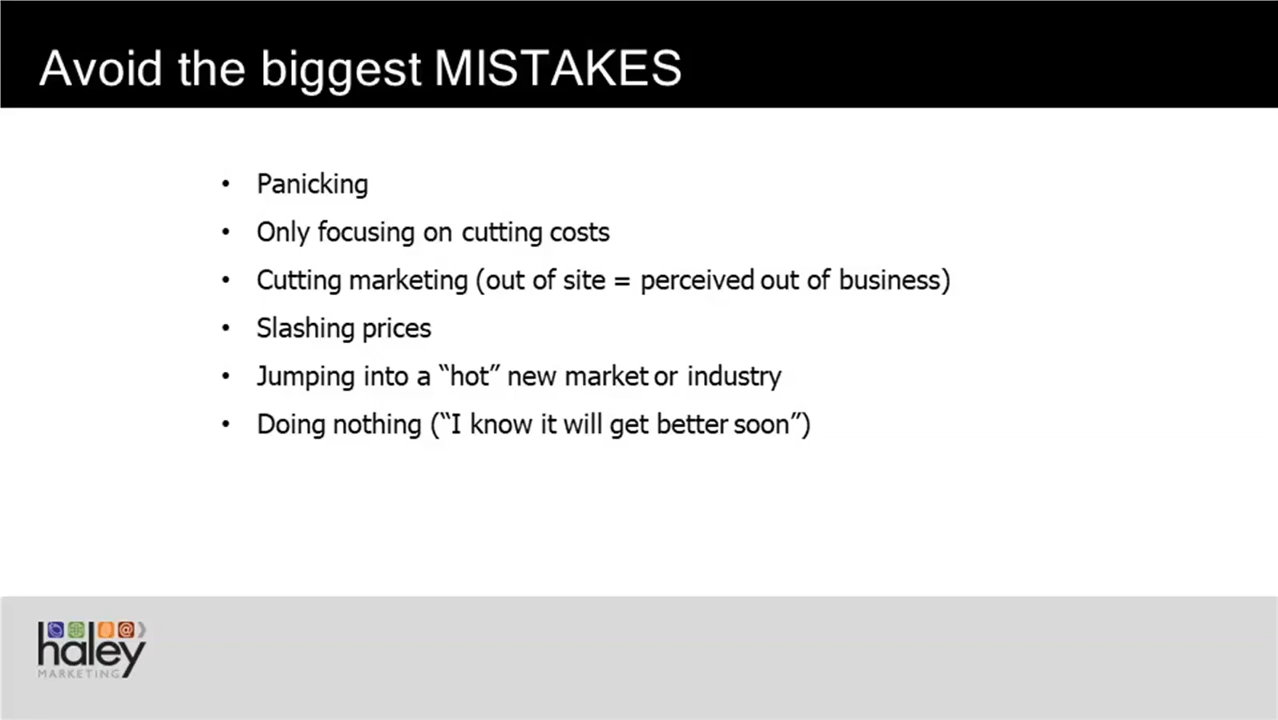 Avoid the biggest MISTAKES
• Panicking
• Only focusing on cutting costs
• Cutting marketing (out of site = perceived out of business)
• Slashing prices
• Jumping into a “hot” new market or industry
• Doing nothing (“I know it will get better soon”)
haley
MARKETING